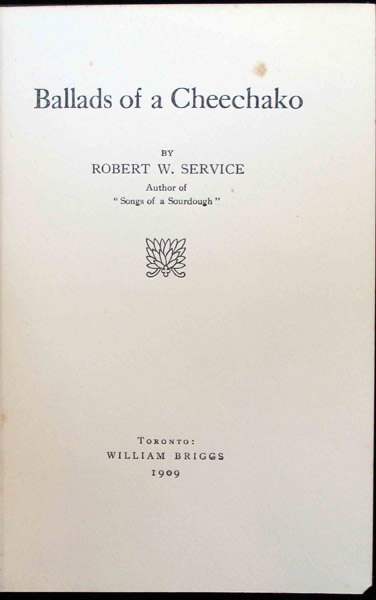 Ballads of a Cheechako
BY
ROBERT W. SERVICE
Author of
"Songs of a Sourdough"
TORONTO:
WILLIAM BRIGGS
1909